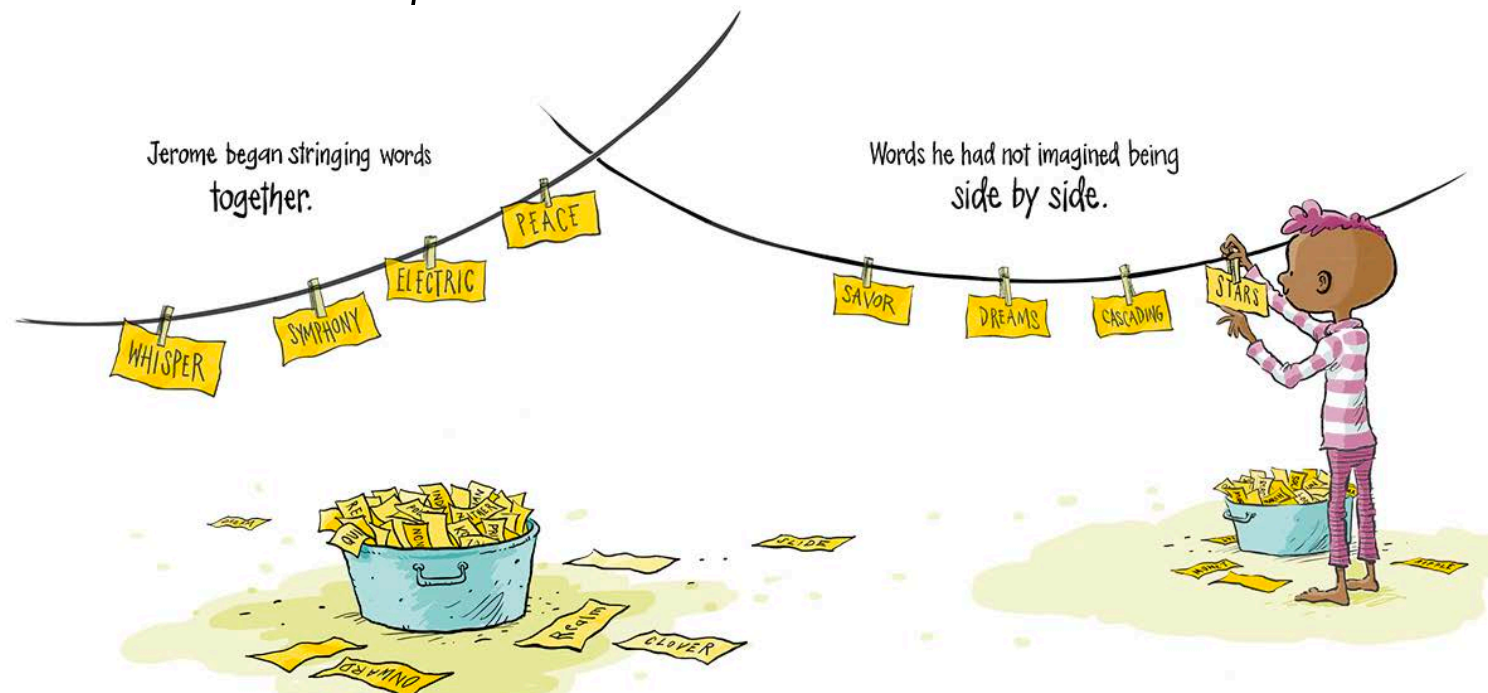 Jerome began stringing words
together.
WHISPER
SYMPHONY
ELECTRIC
PEACE
Words he had not imagined being
side by side.
SAVOR
DREAMS
CASCADING
STARS
SLIDE
Realm
CLOVER
ONWARD
MONEY